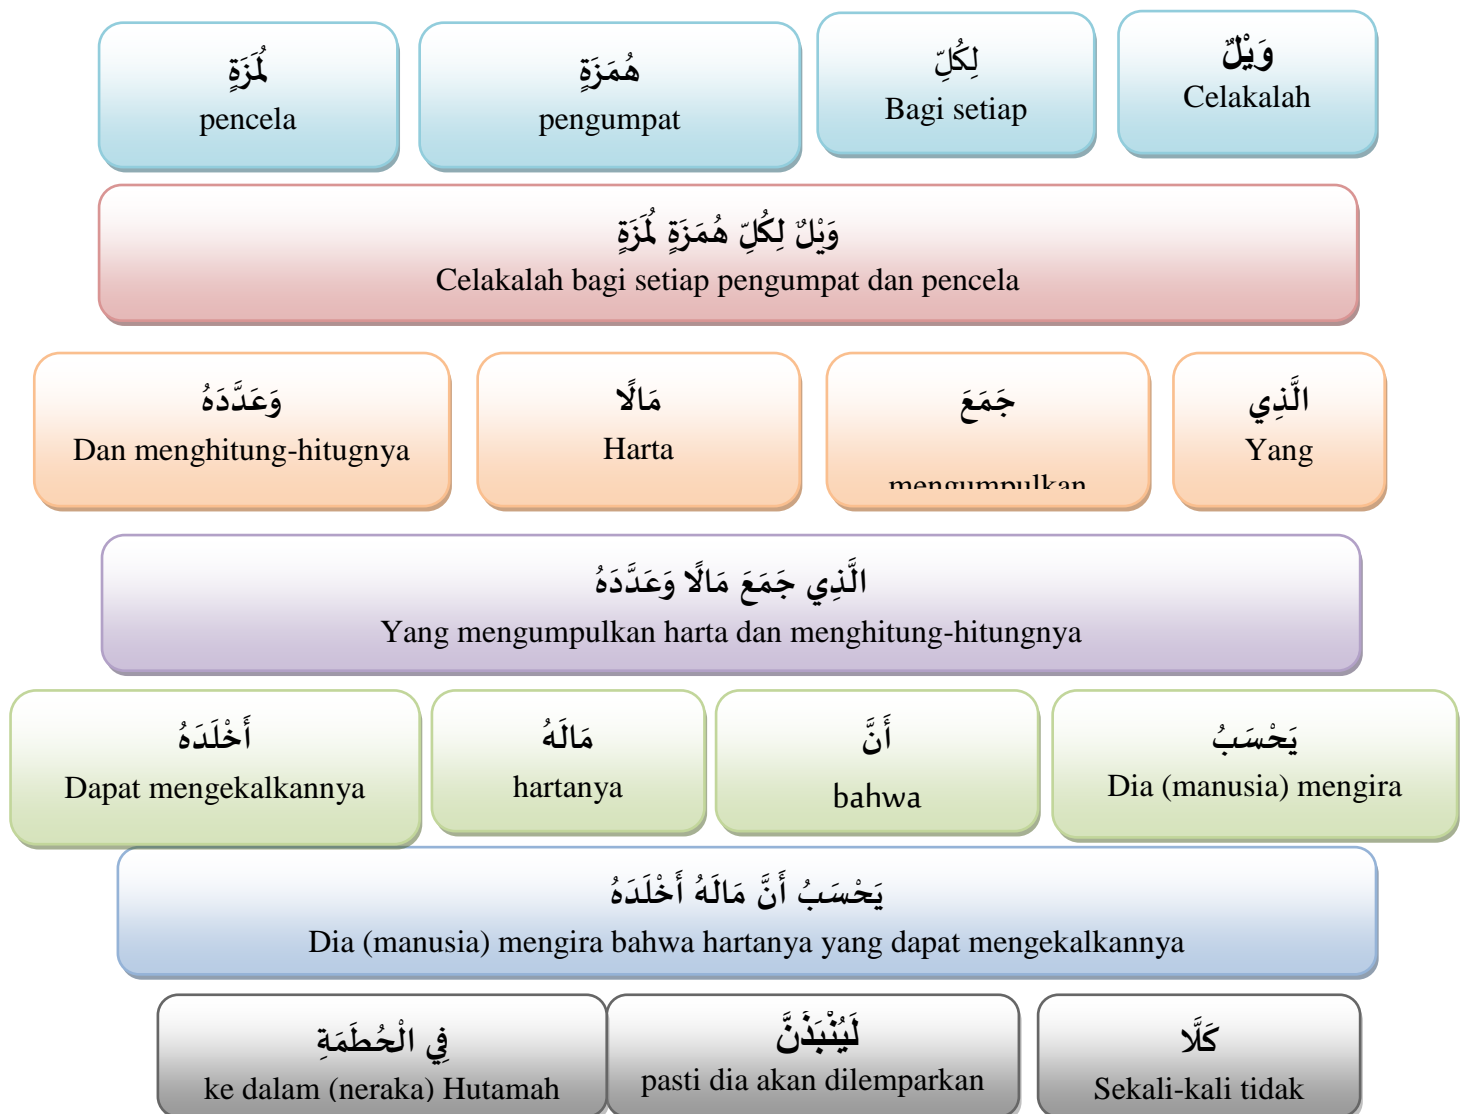 وَيْلٌ
Celakalah
لِكُلِّ
Bagi setiap
هُمَزَةٍ
pengumpat
لُمَزَةٍ
pencela
وَيْلٌ لِكُلِّ هُمَزَةٍ لُمَزَةٍ
Celakalah bagi setiap pengumpat dan pencela
الَّذِي
Yang
جَمَعَ
mengumpulkan
مَالًا
Harta
وَعَدَّدَهُ
Dan menghitung-hitugnya
الَّذِي جَمَعَ مَالًا وَعَدَّدَهُ
Yang mengumpulkan harta dan menghitung-hitungnya
يَحْسَبُ
Dia (manusia) mengira
أَنَّ
bahwa
مَالَهُ
hartanya
أَخْلَدَهُ
Dapat mengekalkannya
يَحْسَبُ أَنَّ مَالَهُ أَخْلَدَهُ
Dia (manusia) mengira bahwa hartanya yang dapat mengekalkannya
كَلَّا
Sekali-kali tidak
لَيُنْبَذَنَّ
pasti dia akan dilemparkan
فِي الْحُطَمَةِ
ke dalam (neraka) Hutamah